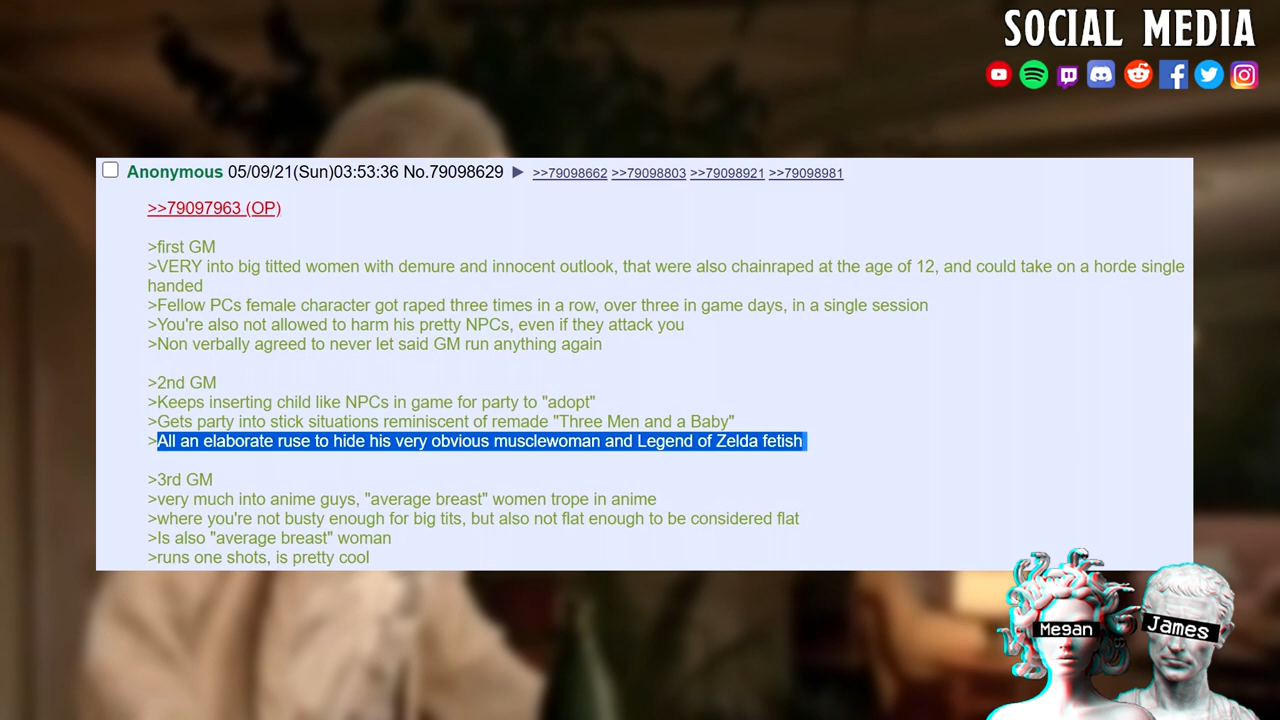 SOCIAL MEDIA
Anonymous 05/09/21(Sun)03:53:36 No.79098629 ▶ >>79098662 >>79098803 >>79098921 >>79098981
>>79097963 (OP)
>first GM
>VERY into big titted women with demure and innocent outlook, that were also chainraped at the age of 12, and could take on a horde single
handed
>Fellow PCs female character got raped three times in a row, over three in game days, in a single session
>You're also not allowed to harm his pretty NPCs, even if they attack you
>Non verbally agreed to never let said GM run anything again
>2nd GM
>Keeps inserting child like NPCs in game for party to "adopt"
>Gets party into stick situations reminiscent of remade "Three Men and a Baby"
>All an elaborate ruse to hide his very obvious musclewoman and Legend of Zelda fetish
>3rd GM
>very much into anime guys, "average breast" women trope in anime
>where you're not busty enough for big tits, but also not flat enough to be considered flat
>Is also "average breast" woman
>runs one shots, is pretty cool
Megan
James